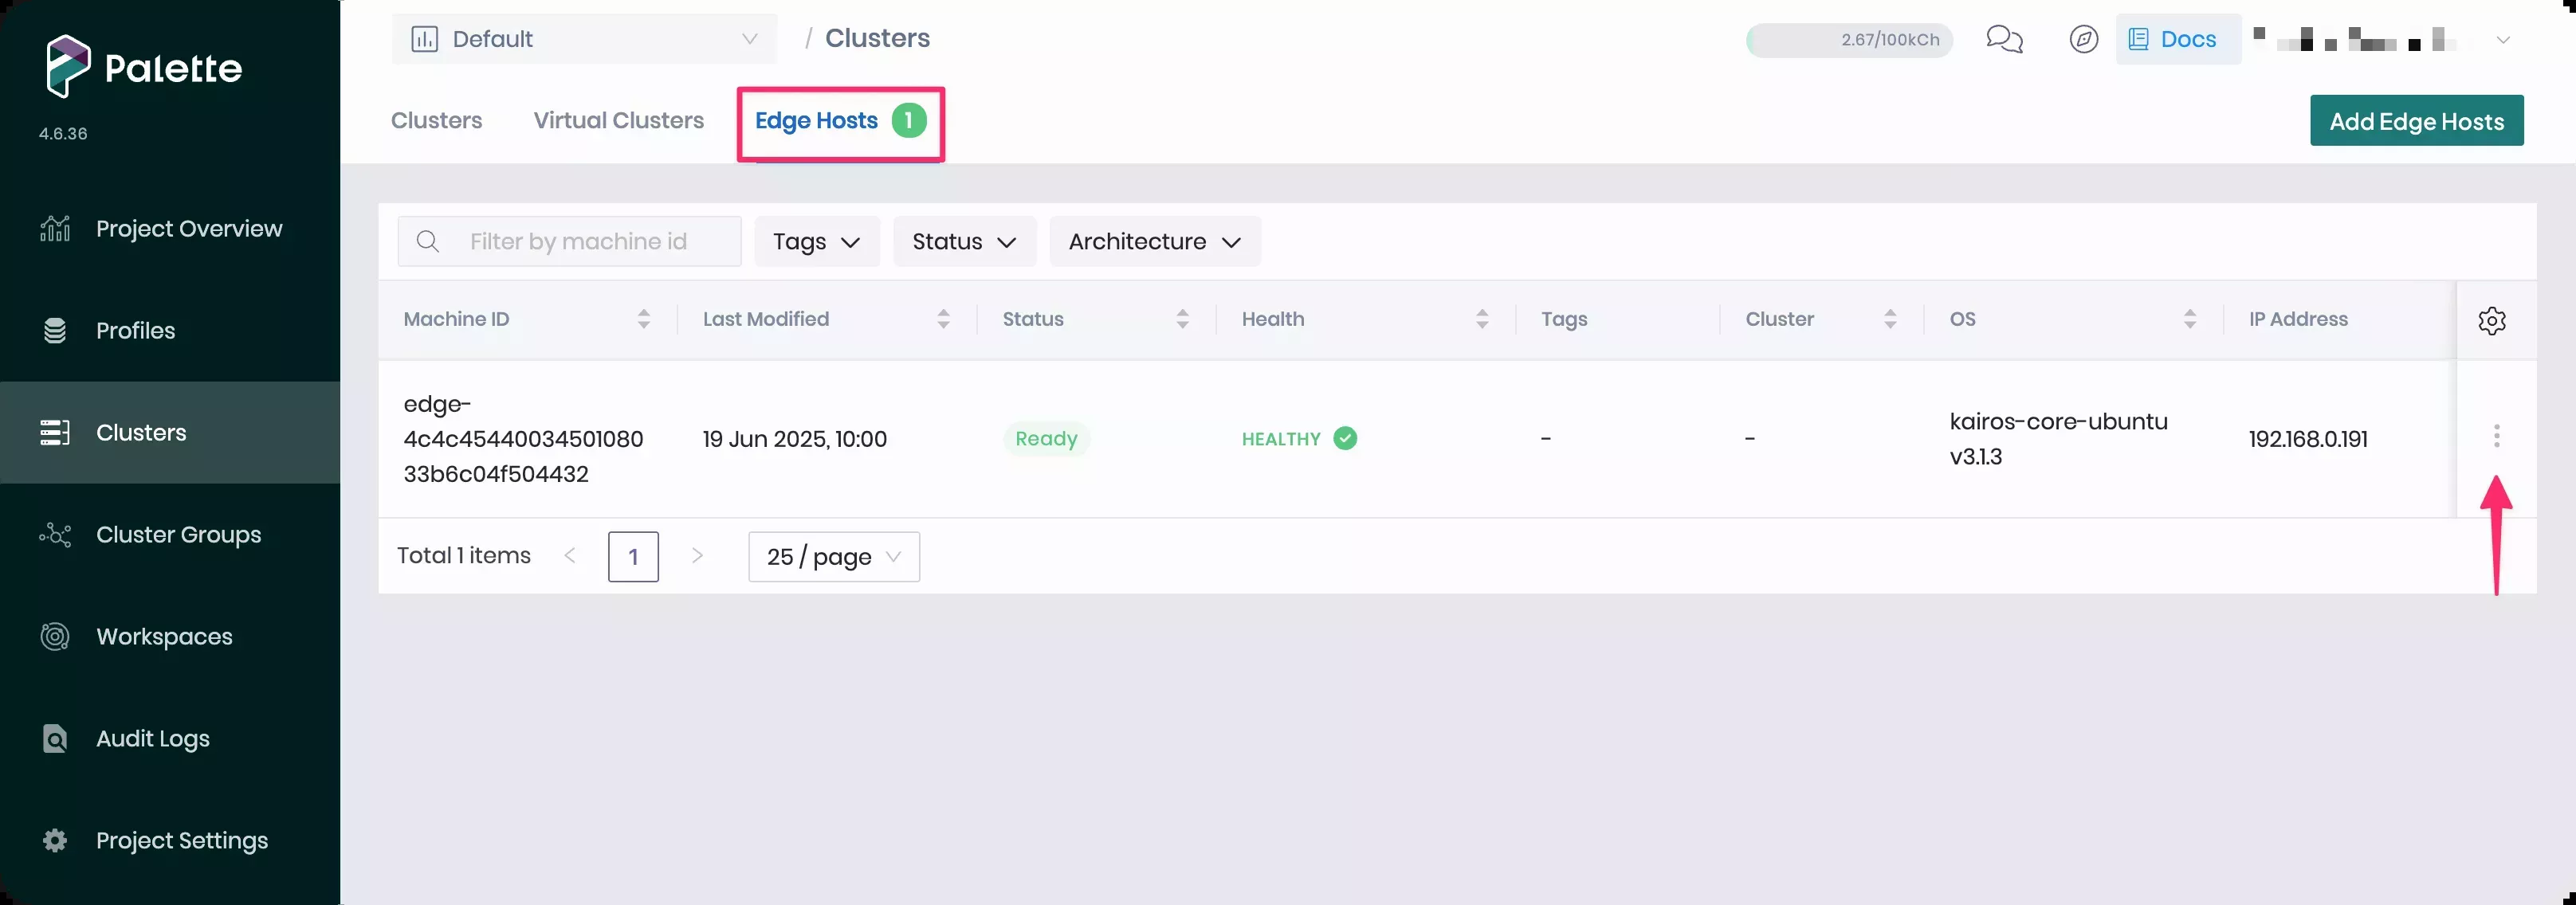 Palette
4.6.36
Project Overview
Profiles
Clusters
Cluster Groups
Workspaces
Audit Logs
Project Settings
Default
/ Clusters
2.67/100kCh
Docs
Clusters
Virtual Clusters
Edge Hosts 1
Add Edge Hosts
Filter by machine id
Tags
Status
Architecture
Machine ID
Last Modified
Status
Health
Tags
Cluster
OS
IP Address
edge-
4c4c45440034501080
33b6c04f504432
19 Jun 2025, 10:00
Ready
HEALTHY
-
-
kairos-core-ubuntu
v3.1.3
192.168.0.191
Total 1 items
1
25 / page